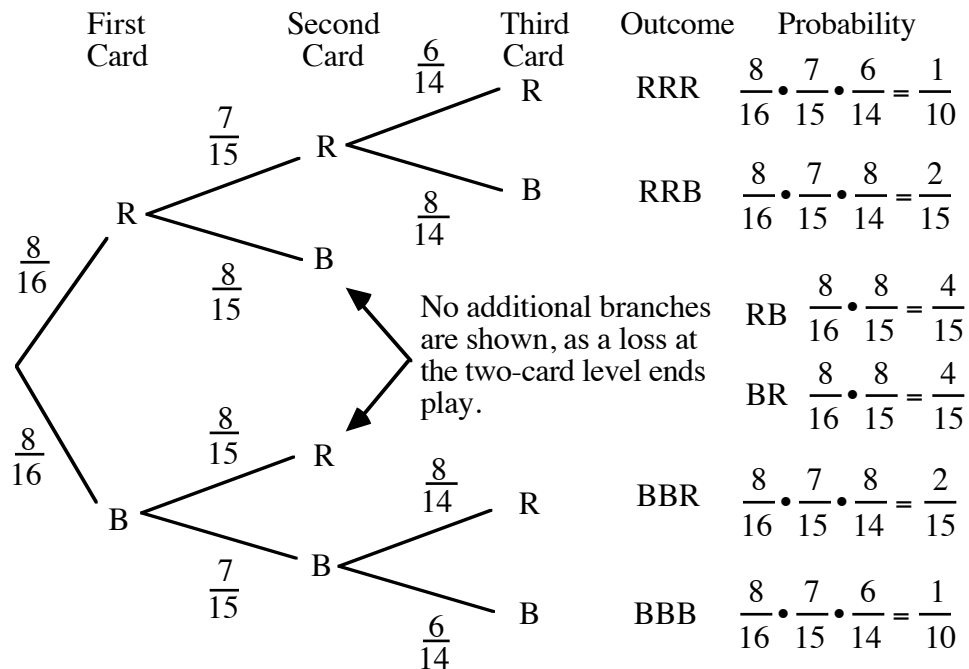 First Card
Second Card
Third Card
Outcome
Probability
6/14
R
RRR
8/16 • 7/15 • 6/14 = 1/10
7/15
R
B
RRB
8/16 • 7/15 • 8/14 = 2/15
R
8/14
8/16
8/15
B
No additional branches
are shown, as a loss at
the two-card level ends
play.
RB 8/16 • 8/15 = 4/15
BR 8/16 • 8/15 = 4/15
8/16
8/15
R
8/14
R
BBR
8/16 • 7/15 • 8/14 = 2/15
B
7/15
B
6/14
B
BBB
8/16 • 7/15 • 6/14 = 1/10